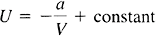 U = −a/V + constant